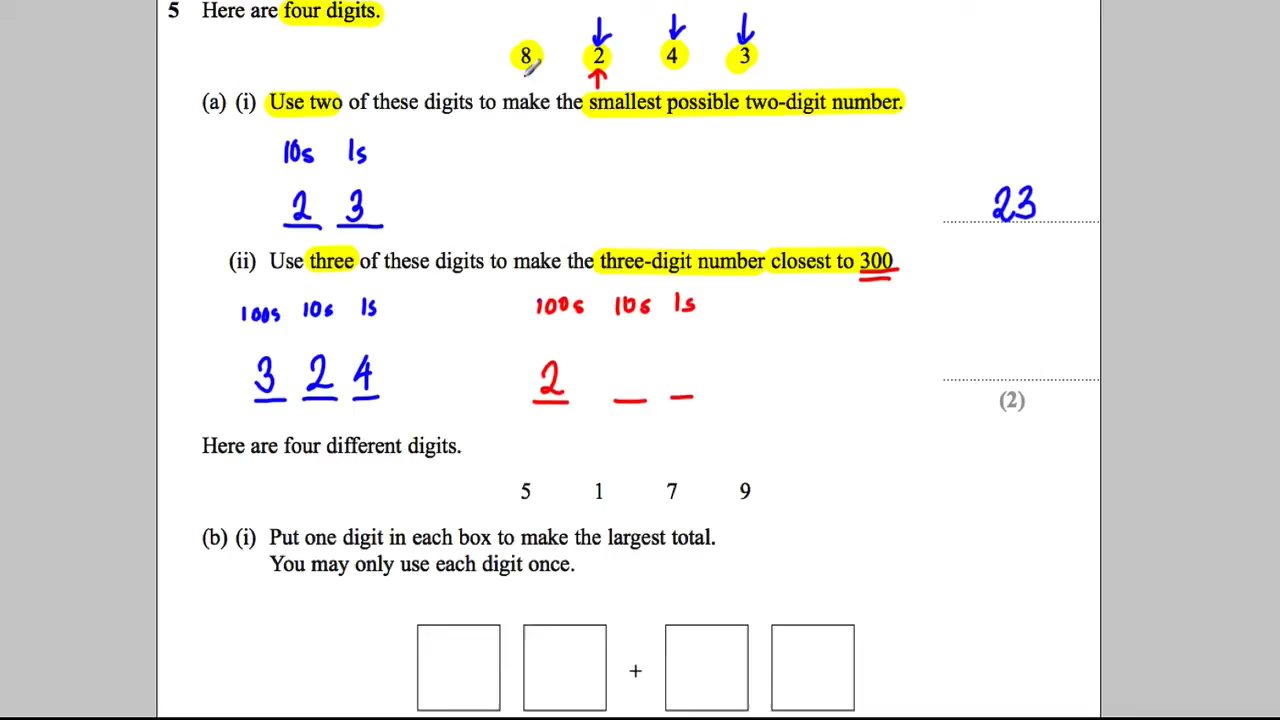 5 Here are four digits.
8 2 4 3
(a) (i) Use two of these digits to make the smallest possible two-digit number.
10s 1s
2 3
23
(ii) Use three of these digits to make the three-digit number closest to 300
100s 10s 1s 100s 10s 1s
3 2 4 2
(2)
Here are four different digits.
5 1 7 9
(b) (i) Put one digit in each box to make the largest total.
You may only use each digit once.
+